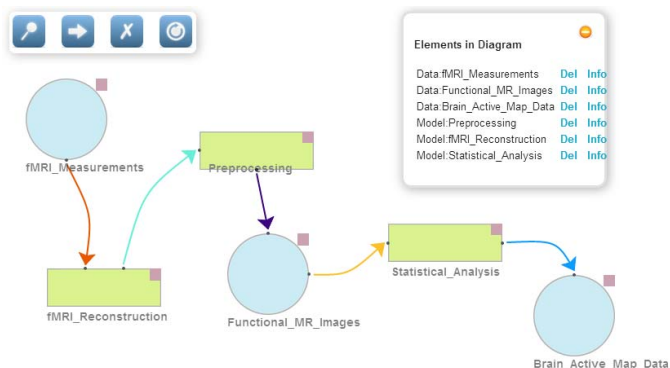 Elements in Diagram
Data:fMRI_Measurements Del Info
Data:Functional_MR_Images Del Info
Data:Brain_Active_Map_Data Del Info
Model:Preprocessing Del Info
Model:fMRI_Reconstruction Del Info
Model:Statistical_Analysis Del Info
fMRI_Measurements
Preprocessing
Statistical_Analysis
fMRI_Reconstruction
Functional_MR_Images
Brain_Active_Map_Data